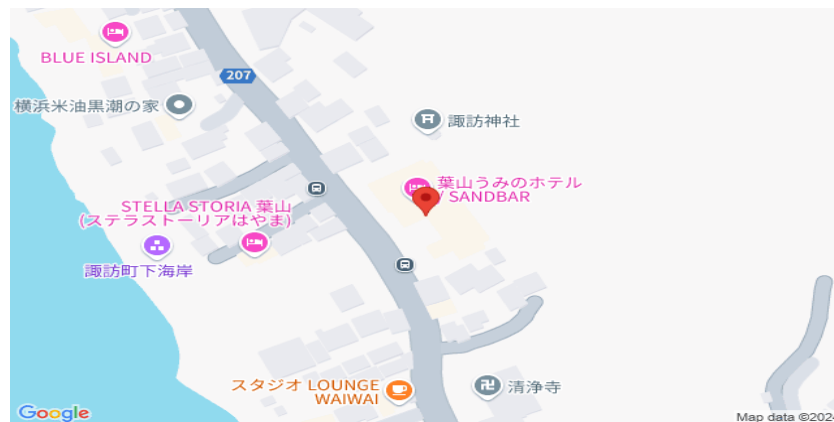 BLUE ISLAND
207
横浜米油黒潮の家
諏訪神社
葉山うみのホテル
/ SANDBAR
STELLA STORIA 葉山
(ステラストーリアはやま)
諏訪町下海岸
スタジオ LOUNGE
WAIWAI
卍
清浄寺
Google
Map data ©2024